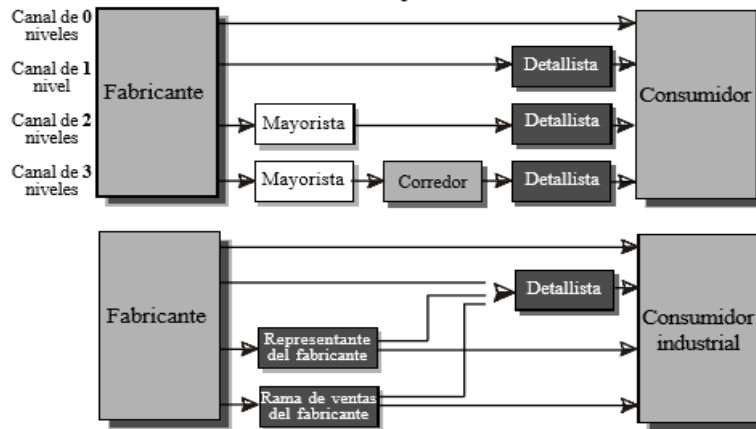 Canal de 0
niveles
Canal de 1
nivel
Canal de 2
niveles
Canal de 3
niveles
Fabricante
Detallista
Mayorista
Detallista
Mayorista
Corredor
Detallista
Consumidor
Fabricante
Detallista
Representante
del fabricante
Rama de ventas
del fabricante
Consumidor
industrial